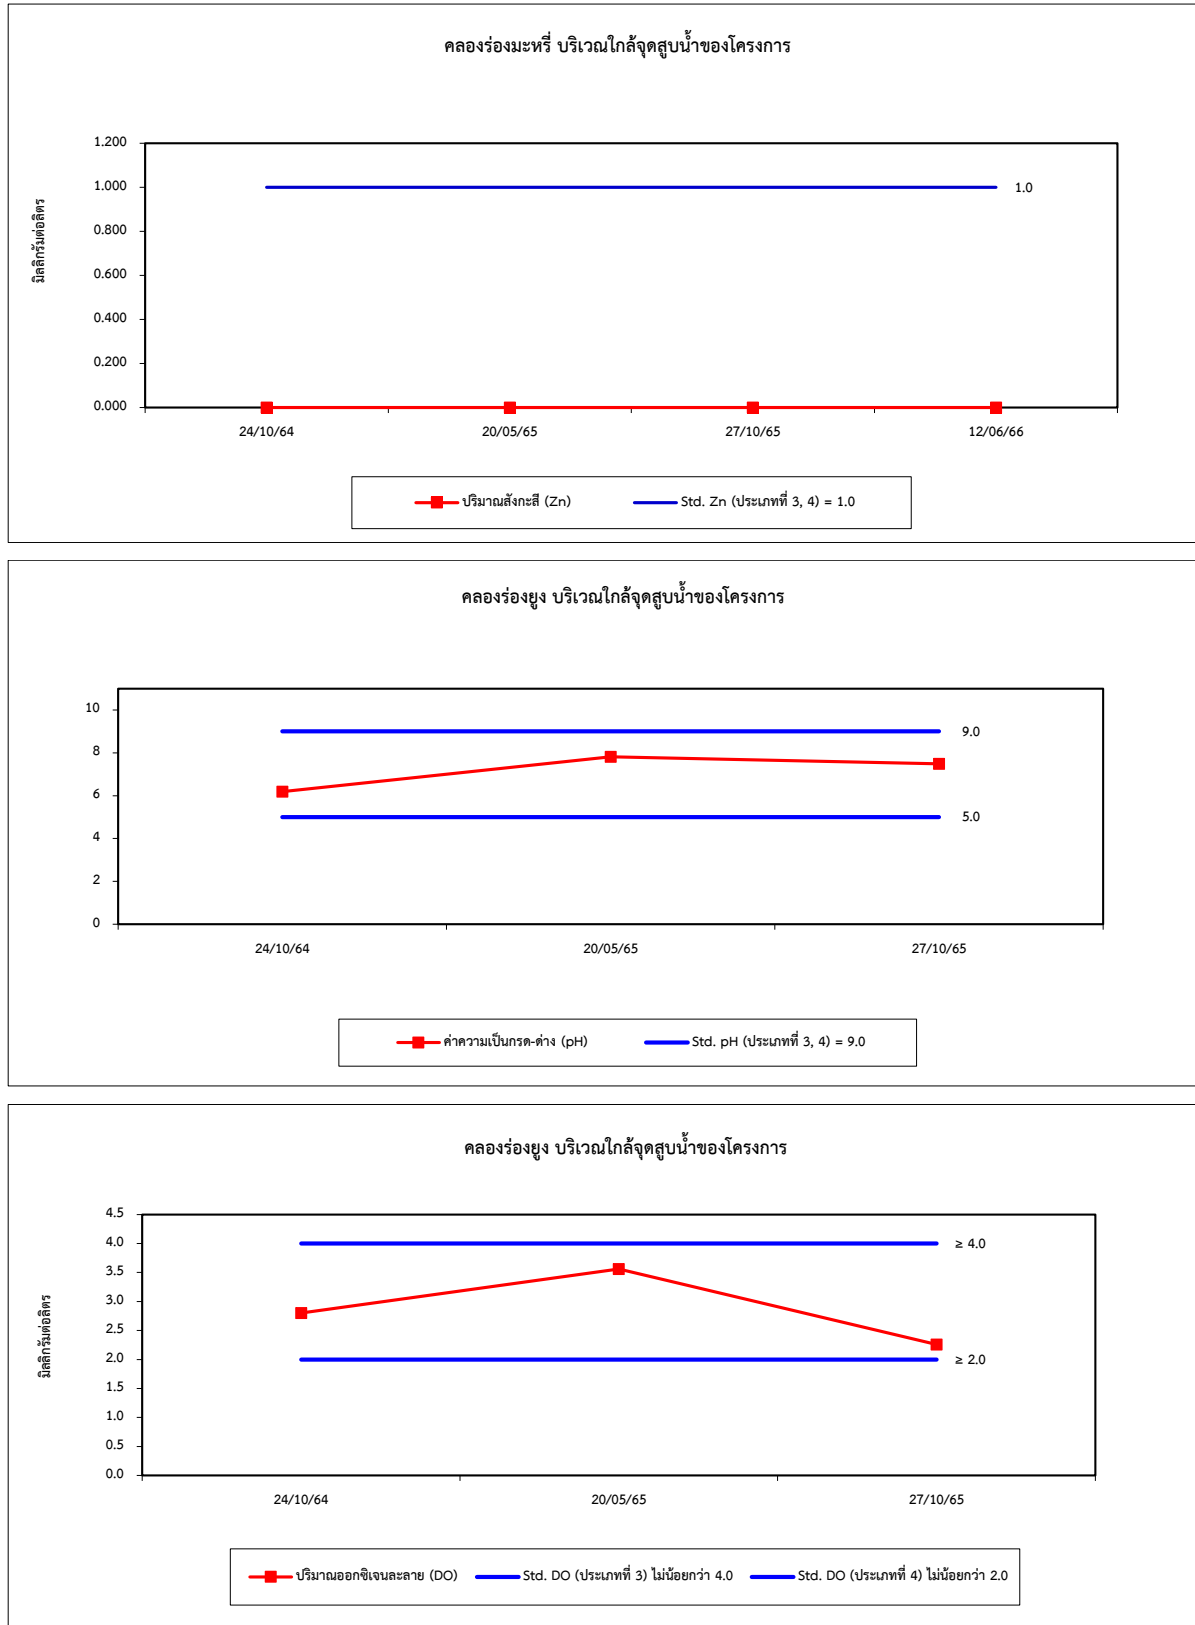 คลองร่องมะหรี่ บริเวณใกล้จุดสูบน้ำของโครงการ
มิลลิกรัมต่อลิตร
1.200
1.000
0.800
0.600
0.400
0.200
0.000
1.0
24/10/64 20/05/65 27/10/65 12/06/66
ปริมาณสังกะสี (Zn) Std. Zn (ประเภทที่ 3, 4) = 1.0
คลองร่องยูง บริเวณใกล้จุดสูบน้ำของโครงการ
10
8
6
4
2
0
9.0
5.0
24/10/64 20/05/65 27/10/65
ค่าความเป็นกรด-ด่าง (pH) Std. pH (ประเภทที่ 3, 4) = 9.0
คลองร่องยูง บริเวณใกล้จุดสูบน้ำของโครงการ
มิลลิกรัมต่อลิตร
4.5
4.0
3.5
3.0
2.5
2.0
1.5
1.0
0.5
0.0
≥ 4.0
≥ 2.0
24/10/64 20/05/65 27/10/65
ปริมาณออกซิเจนละลาย (DO) Std. DO (ประเภทที่ 3) ไม่น้อยกว่า 4.0 Std. DO (ประเภทที่ 4) ไม่น้อยกว่า 2.0